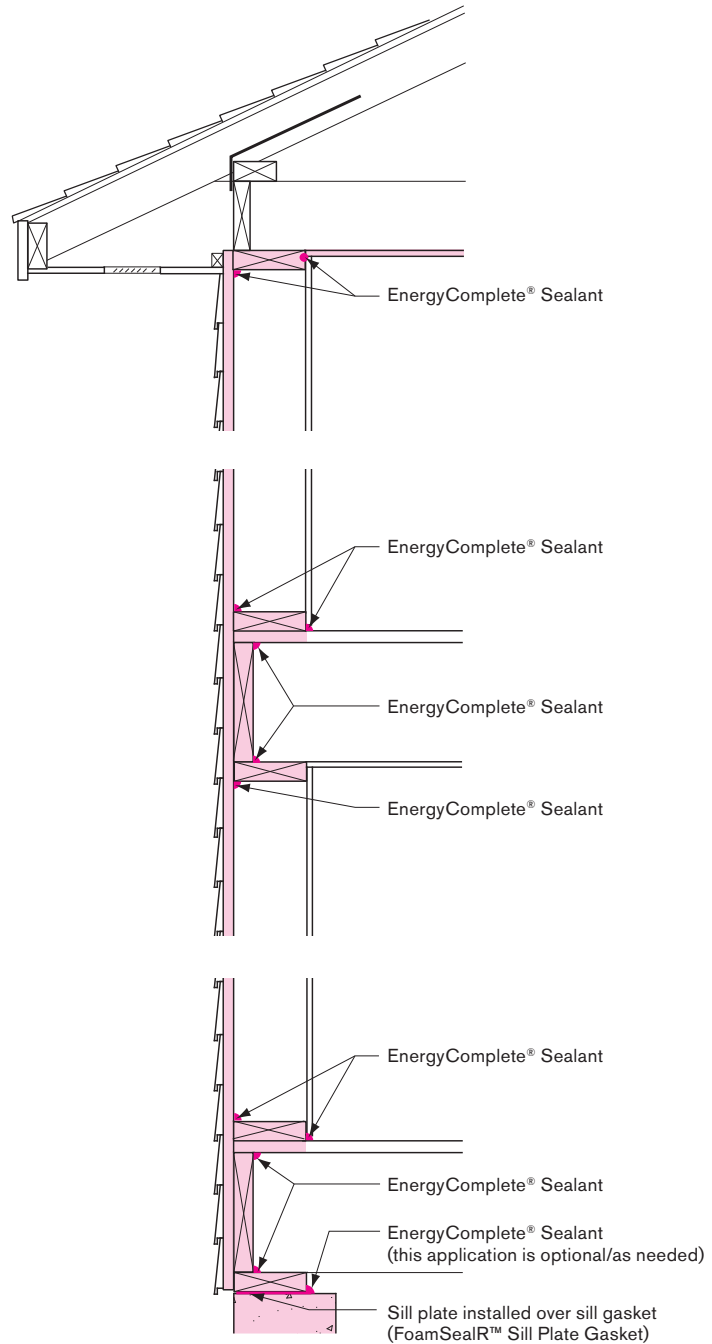 EnergyComplete® Sealant
EnergyComplete® Sealant
EnergyComplete® Sealant
EnergyComplete® Sealant
EnergyComplete® Sealant
EnergyComplete® Sealant
EnergyComplete® Sealant
(this application is optional/as needed)
Sill plate installed over sill gasket
(FoamSealR™ Sill Plate Gasket)